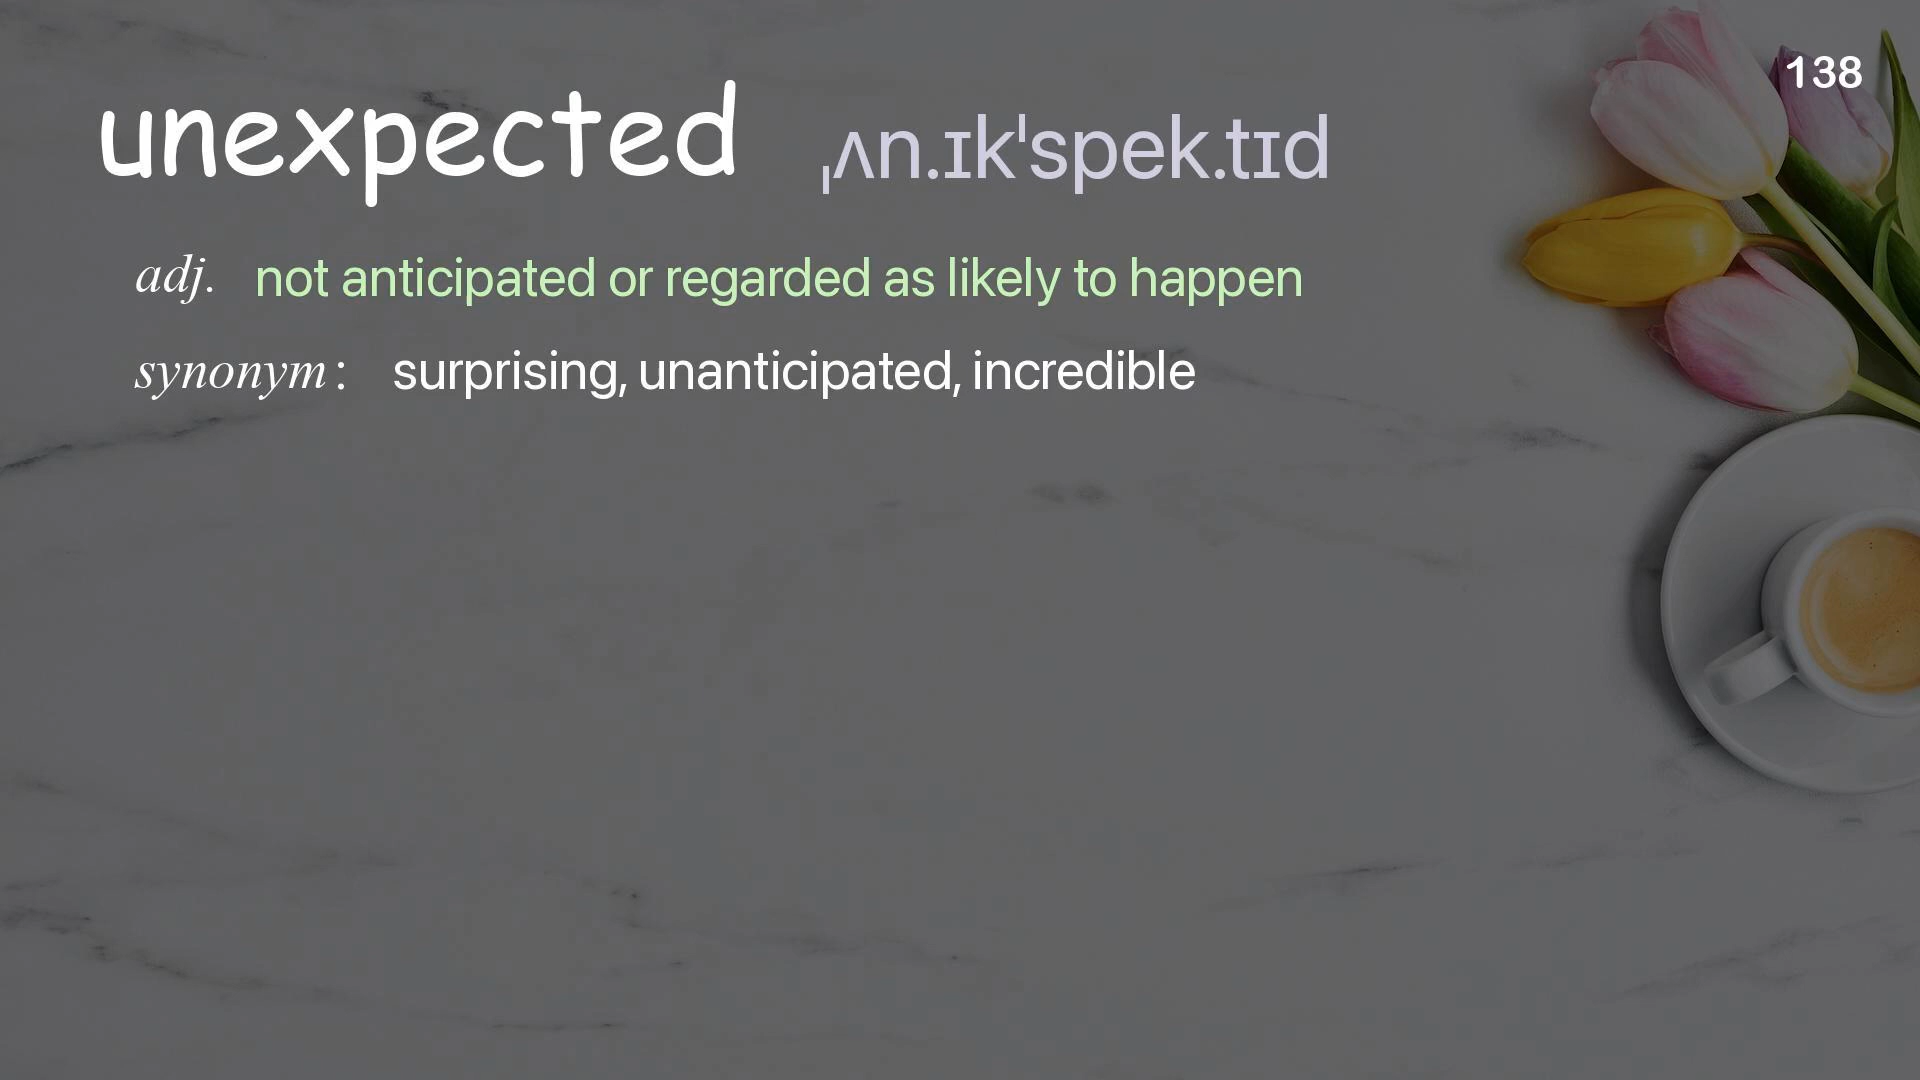 138
unexpected ˌʌn.ɪkˈspek.tɪd
adj. not anticipated or regarded as likely to happen
synonym: surprising, unanticipated, incredible